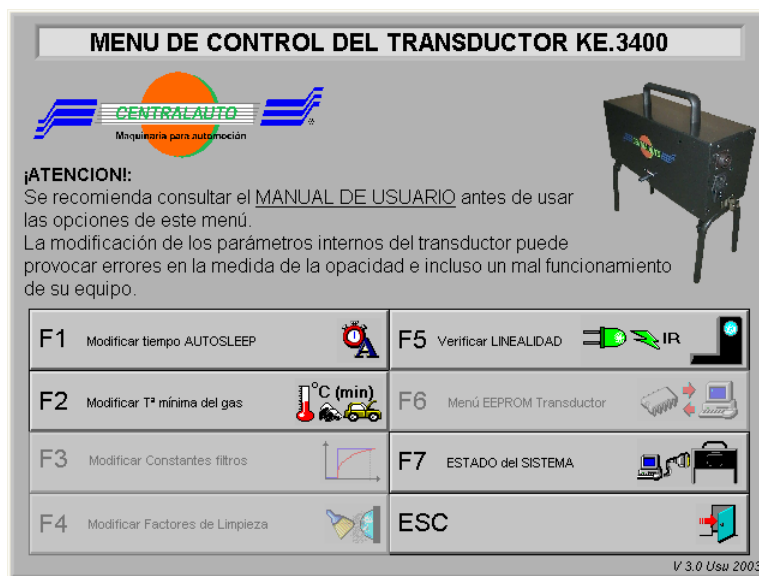 MENU DE CONTROL DEL TRANSDUCTOR KE.3400
CENTRALAUTO
Maquinaria para automoción
®
¡ATENCION!:
Se recomienda consultar el MANUAL DE USUARIO antes de usar
las opciones de este menú.
La modificación de los parámetros internos del transductor puede
provocar errores en la medida de la opacidad e incluso un mal funcionamiento
de su equipo.
F1 Modificar tiempo AUTOSLEEP A
F2 Modificar Tª mínima del gas °C (min)
F3 Modificar Constantes filtros
F4 Modificar Factores de Limpieza
F5 Verificar LINEALIDAD IR
F6 Menú EEPROM Transductor
F7 ESTADO del SISTEMA
ESC
V 3.0 Usu 2003